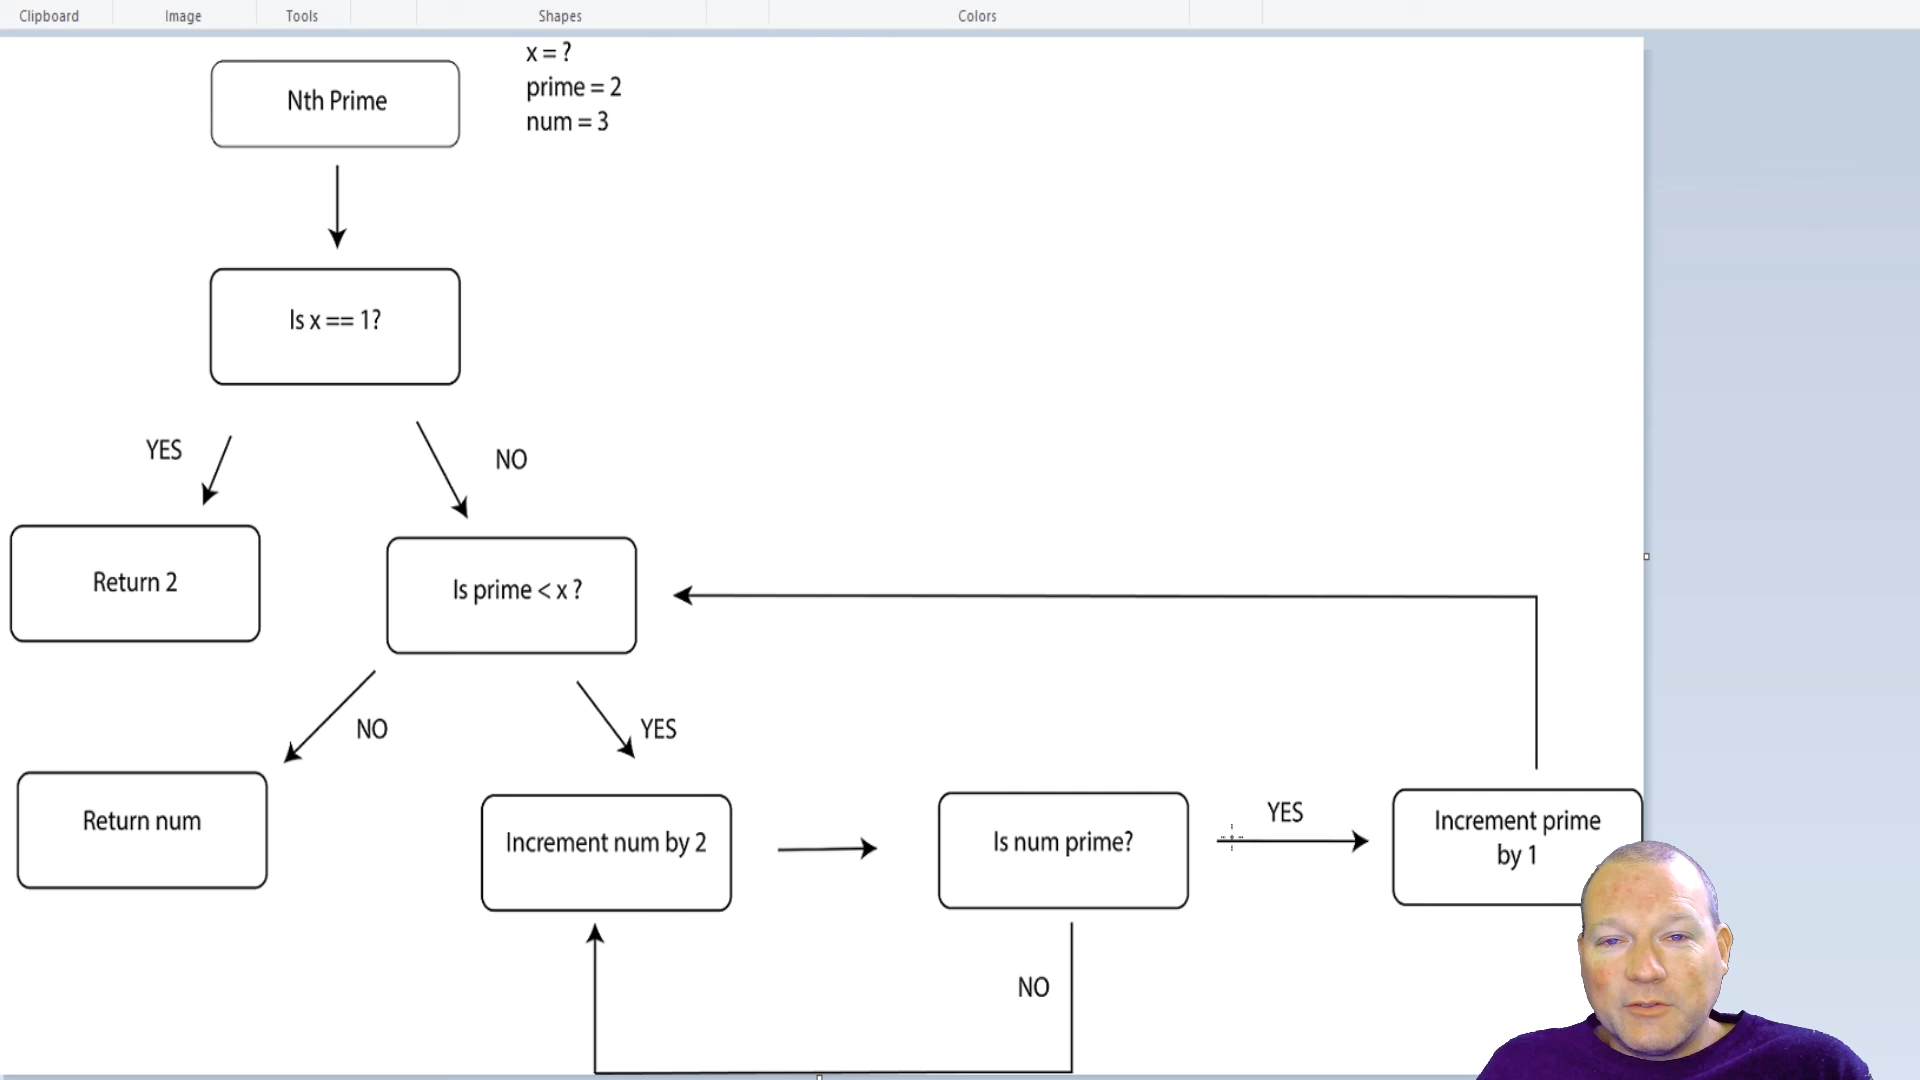 Clipboard
Image
Tools
Shapes
Colors
x = ?
prime = 2
num = 3
Nth Prime
Is x == 1?
YES
NO
Return 2
Is prime < x ?
NO
YES
Return num
Increment num by 2
Is num prime?
YES
Increment prime
by 1
NO